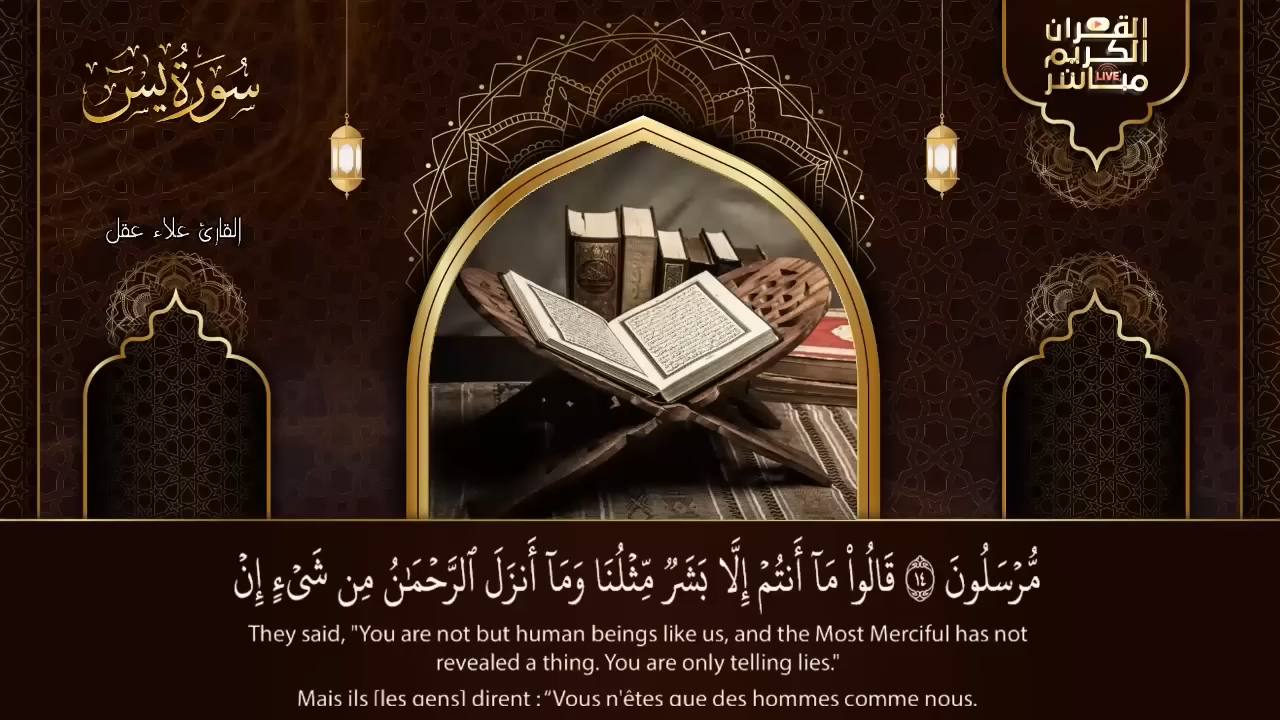 سُورَةُ يس
القران
الكريم
مباشر
LIVE
القارئ علاء عقل
مُّرْسَلُونَ ١٤ قَالُوا۟ مَآ أَنتُمْ إِلَّا بَشَرٌ مِّثْلُنَا وَمَآ أَنزَلَ ٱلرَّحْمَـٰنُ مِن شَىْءٍ إِنْ
They said, "You are not but human beings like us, and the Most Merciful has not
revealed a thing. You are only telling lies."
Mais ils [les gens] dirent : “Vous n'êtes que des hommes comme nous.